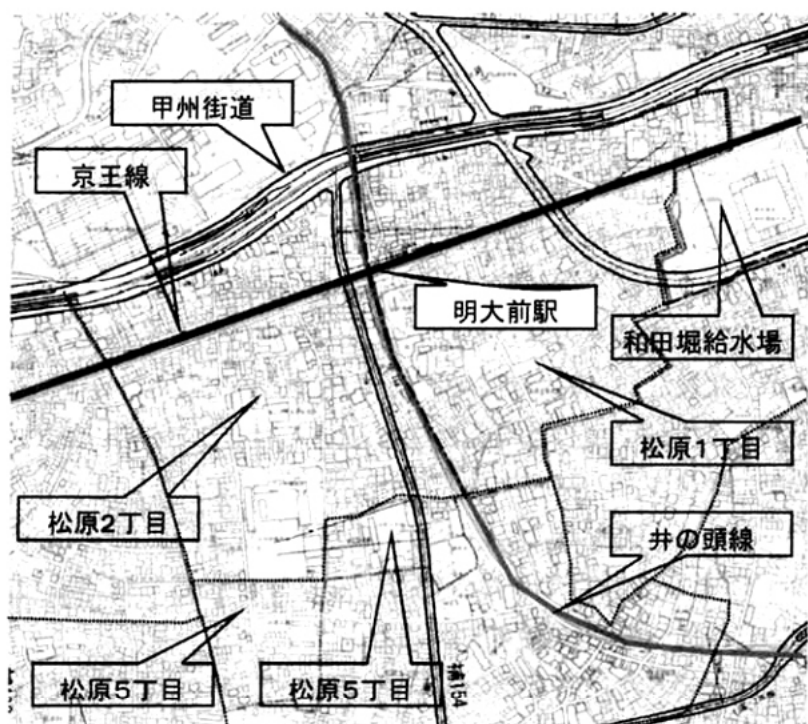 甲州街道
京王線
明大前駅
和田堀給水場
松原1丁目
松原2丁目
井の頭線
松原5丁目
松原5丁目
補154